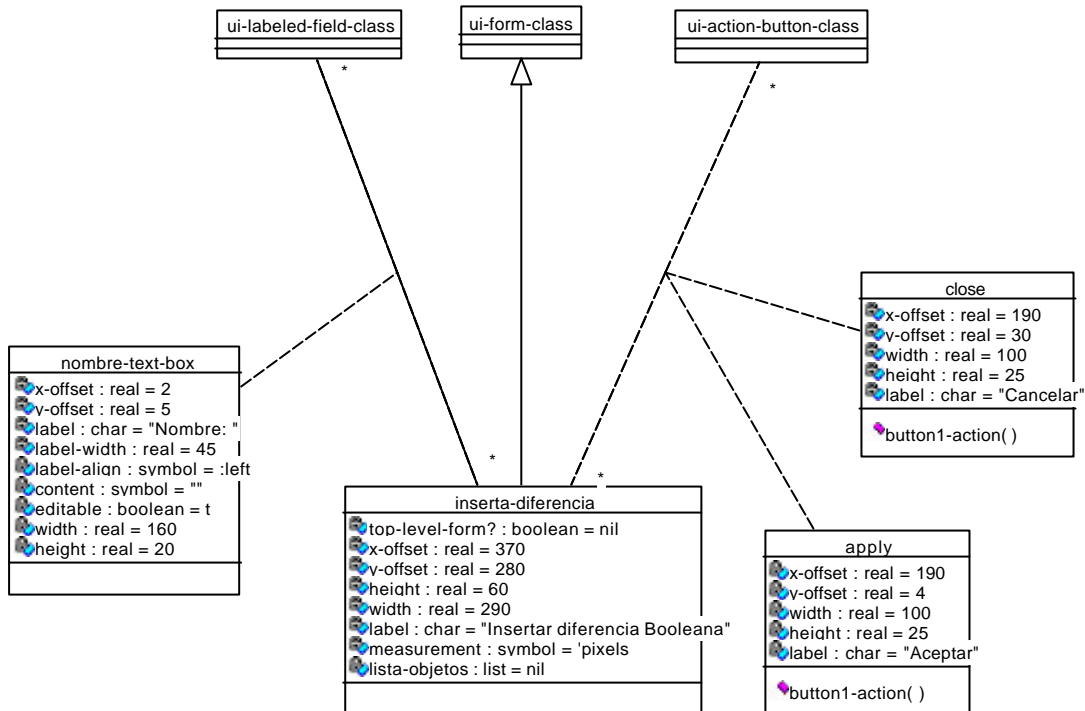 ui-labeled-field-class
ui-form-class
ui-action-button-class
*
*
close
x-offset : real = 190
y-offset : real = 30
width : real = 100
height : real = 25
label : char = "Cancelar"
button1-action( )
nombre-text-box
x-offset : real = 2
y-offset : real = 5
label : char = "Nombre: "
label-width : real = 45
label-align : symbol = :left
content : symbol = ""
editable : boolean = t
width : real = 160
height : real = 20
*
*
inserta-diferencia
top-level-form? : boolean = nil
x-offset : real = 370
y-offset : real = 280
height : real = 60
width : real = 290
label : char = "Insertar diferencia Booleana"
measurement : symbol = 'pixels
lista-objetos : list = nil
apply
x-offset : real = 190
y-offset : real = 4
width : real = 100
height : real = 25
label : char = "Aceptar"
button1-action( )